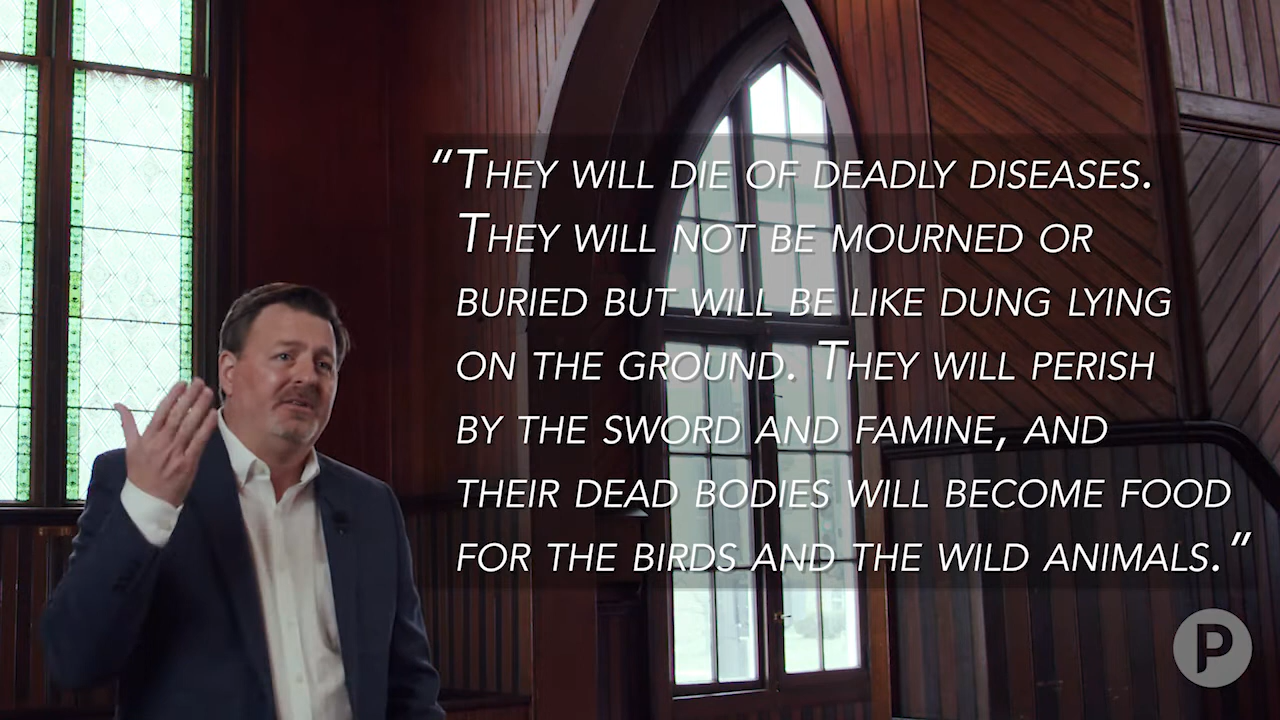 “They will die of deadly diseases.
They will not be mourned or
buried but will be like dung lying
on the ground. They will perish
by the sword and famine, and
their dead bodies will become food
for the birds and the wild animals.”
P